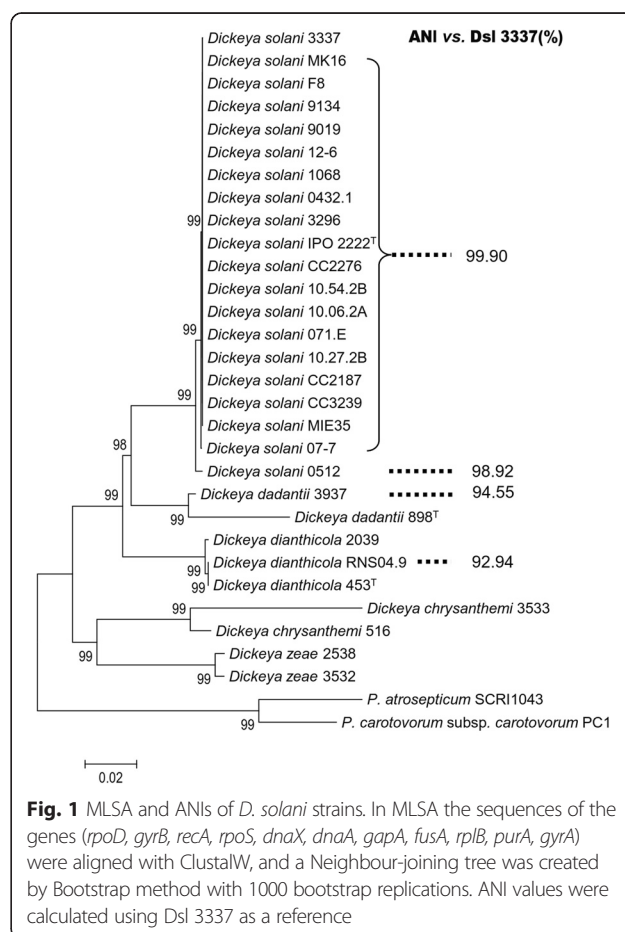 ANI vs. Dsl 3337(%)
Dickeya solani 3337
Dickeya solani MK16
Dickeya solani F8
Dickeya solani 9134
Dickeya solani 9019
Dickeya solani 12-6
Dickeya solani 1068
Dickeya solani 0432.1
Dickeya solani 3296
99
Dickeya solani IPO 2222ᵀ
99.90
Dickeya solani CC2276
Dickeya solani 10.54.2B
Dickeya solani 10.06.2A
Dickeya solani 071.E
99
Dickeya solani 10.27.2B
Dickeya solani CC2187
99
Dickeya solani CC3239
Dickeya solani MIE35
98
Dickeya solani 07-7
Dickeya solani 0512 98.92
99
Dickeya dadantii 3937 94.55
99
Dickeya dadantii 898ᵀ
Dickeya dianthicola 2039
99
Dickeya dianthicola RNS04.9 92.94
99
Dickeya dianthicola 453ᵀ
99
Dickeya chrysanthemi 3533
Dickeya chrysanthemi 516
99
Dickeya zeae 2538
99
Dickeya zeae 3532
P. atrosepticum SCRI1043
99
P. carotovorum subsp. carotovorum PC1
0.02
Fig. 1 MLSA and ANIs of D. solani strains. In MLSA the sequences of the
genes (rpoD, gyrB, recA, rpoS, dnaX, dnaA, gapA, fusA, rplB, purA, gyrA)
were aligned with ClustalW, and a Neighbour-joining tree was created
by Bootstrap method with 1000 bootstrap replications. ANI values were
calculated using Dsl 3337 as a reference